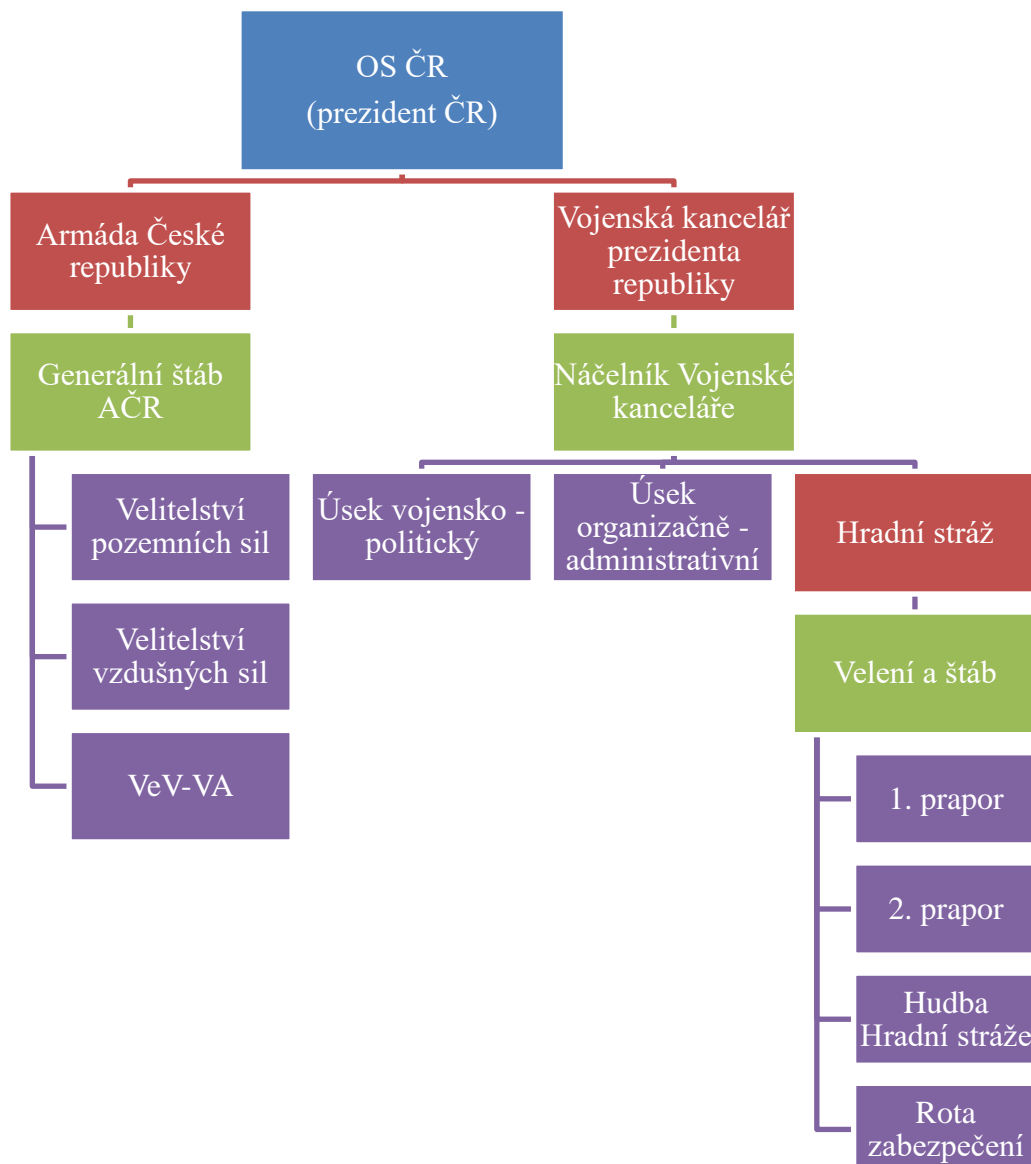 OS ČR
(prezident ČR)
Armáda České
republiky
Vojenská kancelář
prezidenta
republiky
Generální štáb
AČR
Náčelník Vojenské
kanceláře
Velitelství
pozemních sil
Velitelství
vzdušných sil
VeV-VA
Úsek vojensko -
politický
Úsek
organizačně -
administrativní
Hradní stráž
Velení a štáb
1. prapor
2. prapor
Hudba
Hradní stráže
Rota
zabezpečení